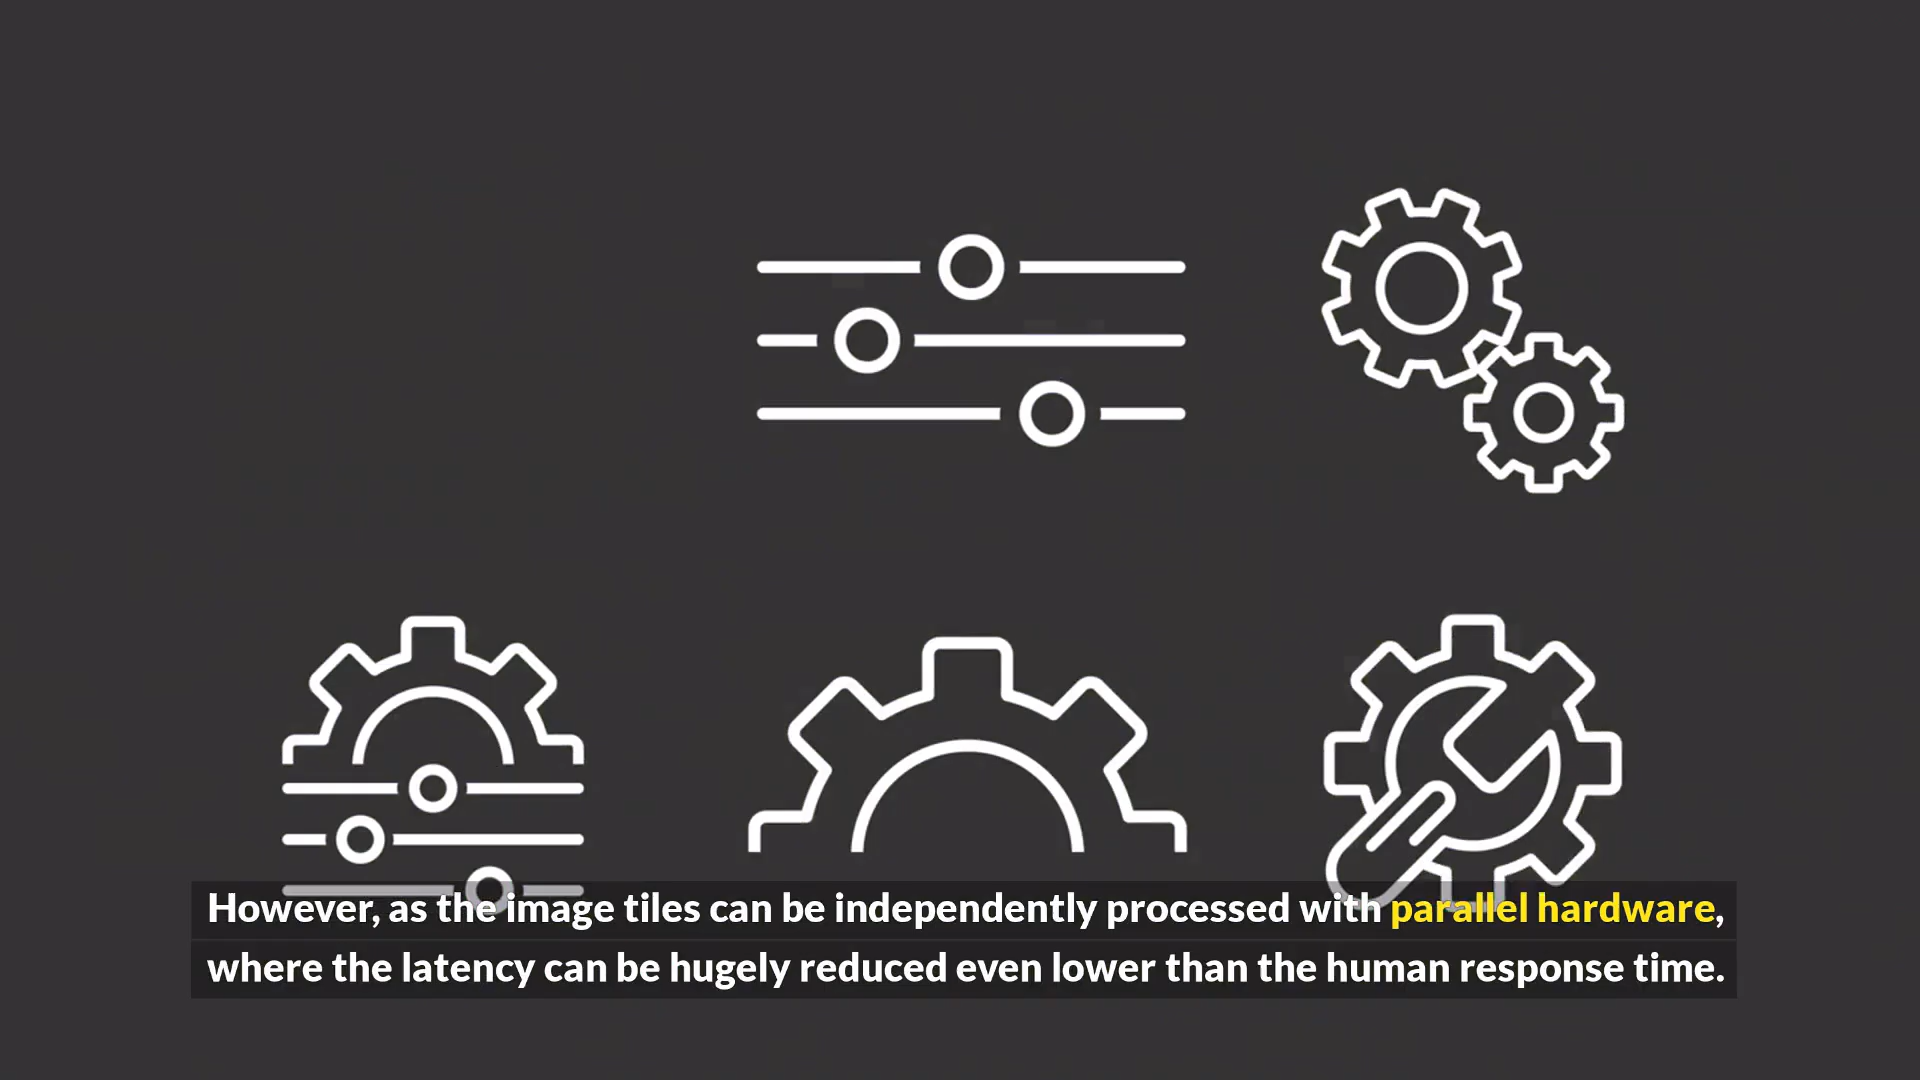 However, as the image tiles can be independently processed with parallel hardware,
where the latency can be hugely reduced even lower than the human response time.